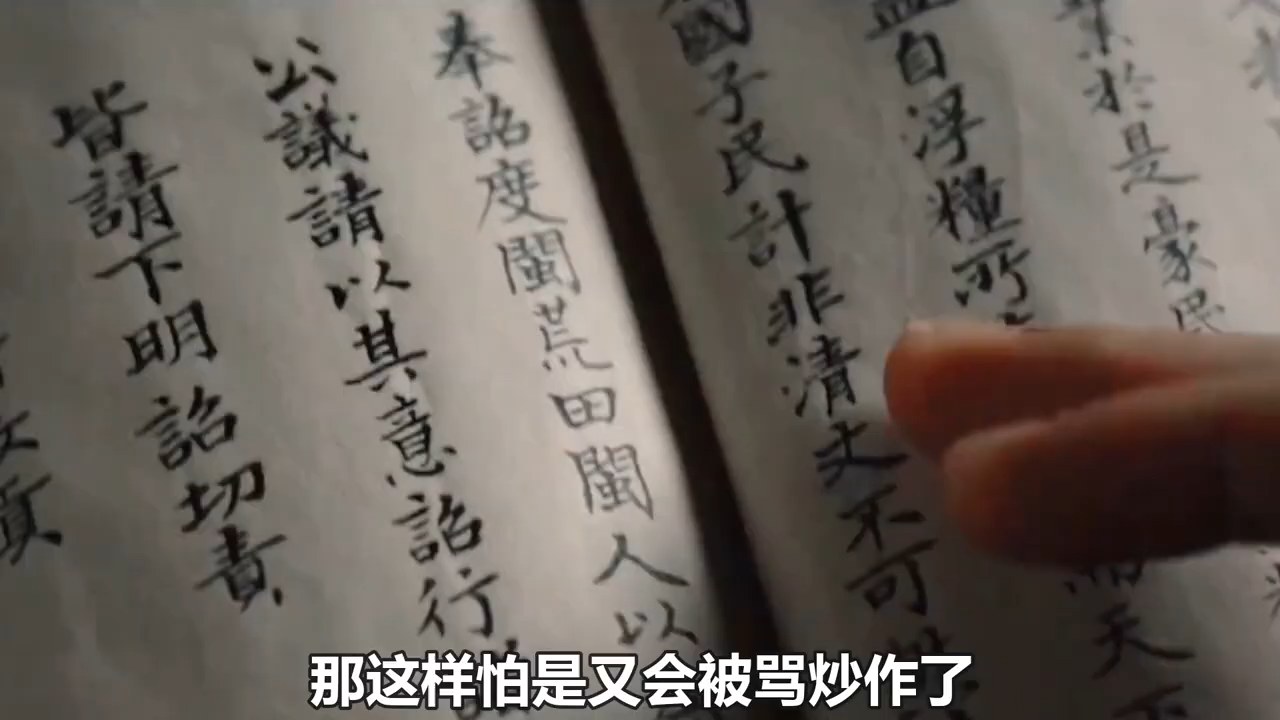 業於是豪民
自浮糧所
國子民計非清丈不可
奉詔度閩荒田閩人以
公議請以其意詔行
皆請下明詔切責
那这样怕是又会被骂炒作了